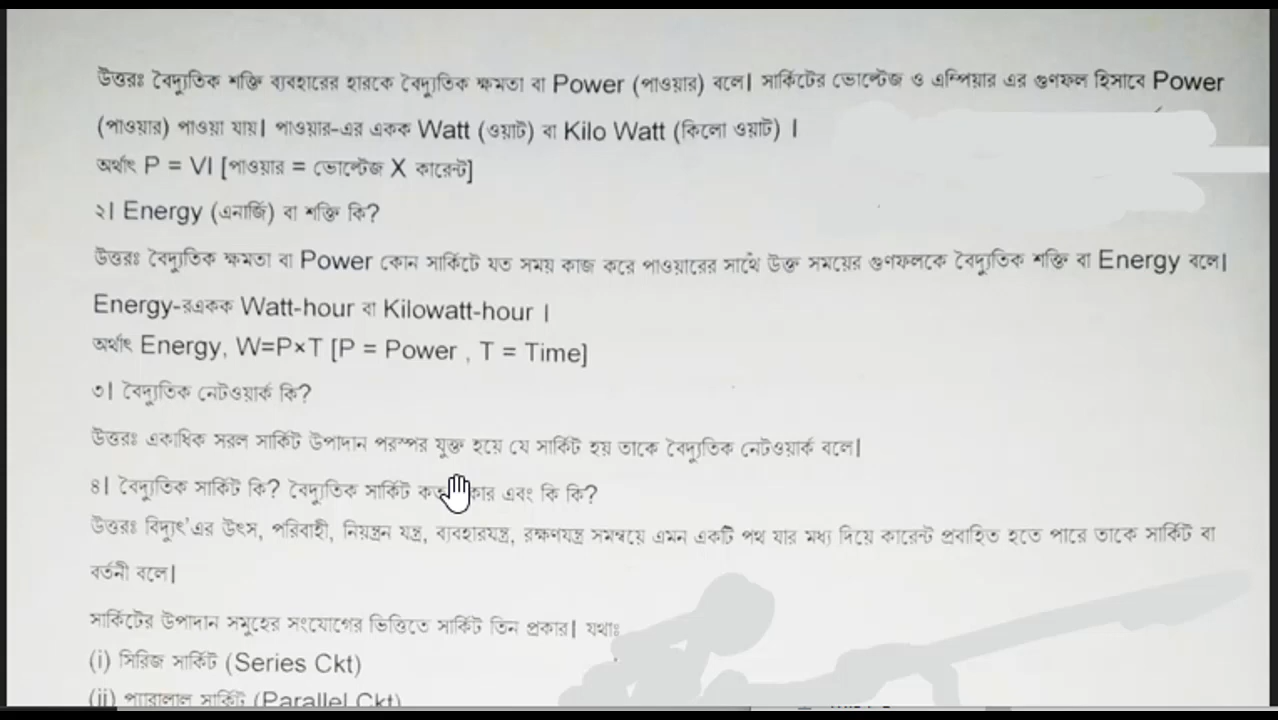 উত্তরঃ বৈদ্যুতিক শক্তি ব্যবহারের হারকে বৈদ্যুতিক ক্ষমতা বা Power (পাওয়ার) বলে| সার্কিটের ভোল্টেজ ও এম্পিয়ার এর গুণফল হিসাবে Power
(পাওয়ার) পাওয়া যায়| পাওয়ার-এর একক Watt (ওয়াট) বা Kilo Watt (কিলো ওয়াট) |
অর্থাৎ P = VI [পাওয়ার = ভোল্টেজ X কারেন্ট]
২| Energy (এনার্জি) বা শক্তি কি?
উত্তরঃ বৈদ্যুতিক ক্ষমতা বা Power কোন সার্কিটে যত সময় কাজ করে পাওয়ারের সাথে উক্ত সময়ের গুণফলকে বৈদ্যুতিক শক্তি বা Energy বলে|
Energy-রএকক Watt-hour বা Kilowatt-hour |
অর্থাৎ Energy, W=P×T [P = Power , T = Time]
৩| বৈদ্যুতিক নেটওয়ার্ক কি?
উত্তরঃ একাধিক সরল সার্কিট উপাদান পরস্পর যুক্ত হয়ে যে সার্কিট হয় তাকে বৈদ্যুতিক নেটওয়ার্ক বলে|
৪| বৈদ্যুতিক সার্কিট কি? বৈদ্যুতিক সার্কিট এবং কি কি?
উত্তরঃ বিদ্যুৎ'এর উৎস, পরিবাহী, নিয়ন্ত্রন যন্ত্র, ব্যবহারযন্ত্র, রক্ষণযন্ত্র সমন্বয়ে এমন একটি পথ যার মধ্য দিয়ে কারেন্ট প্রবাহিত হতে পারে তাকে সার্কিট বা
বর্তনী বলে|
সার্কিটের উপাদান সমুহের সংযোগের ভিত্তিতে সার্কিট তিন প্রকার| যথাঃ
(i) সিরিজ সার্কিট (Series Ckt)
(ii) প্যারালাল সার্কিট (Parallel Ckt)